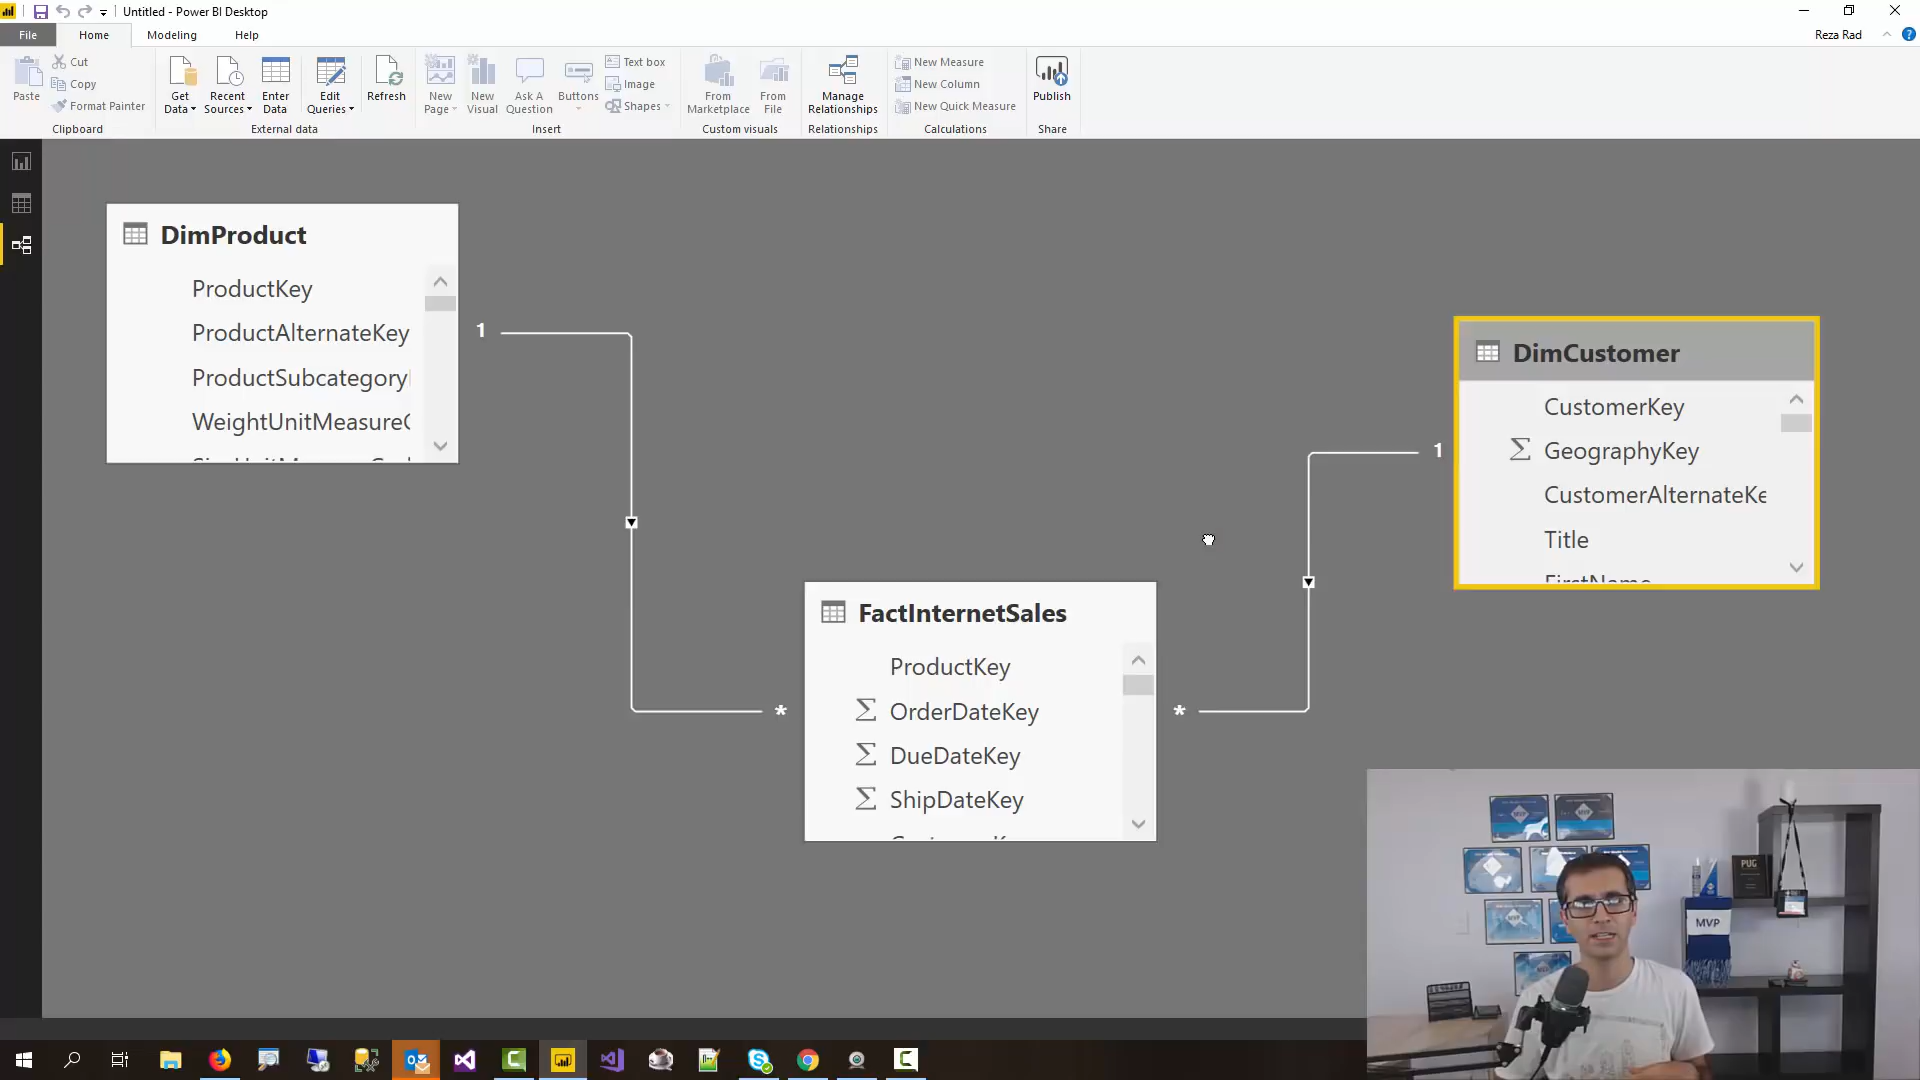 Untitled - Power BI Desktop
File
Home
Modeling
Help
Reza Rad
?
Paste
Cut
Copy
Format Painter
Clipboard
Get Data
Recent Sources
Enter Data
Edit Queries
Refresh
External data
New Page
New Visual
Ask A Question
Buttons
Text box
Image
Shapes
Insert
From Marketplace
From File
Custom visuals
Manage Relationships
Relationships
New Measure
New Column
New Quick Measure
Calculations
Publish
Share
DimProduct
ProductKey
ProductAlternateKey
ProductSubcategory
WeightUnitMeasureC
1
*
FactInternetSales
ProductKey
OrderDateKey
DueDateKey
ShipDateKey
*
1
DimCustomer
CustomerKey
GeographyKey
CustomerAlternateKe
Title
FirstName
PUG
MVP